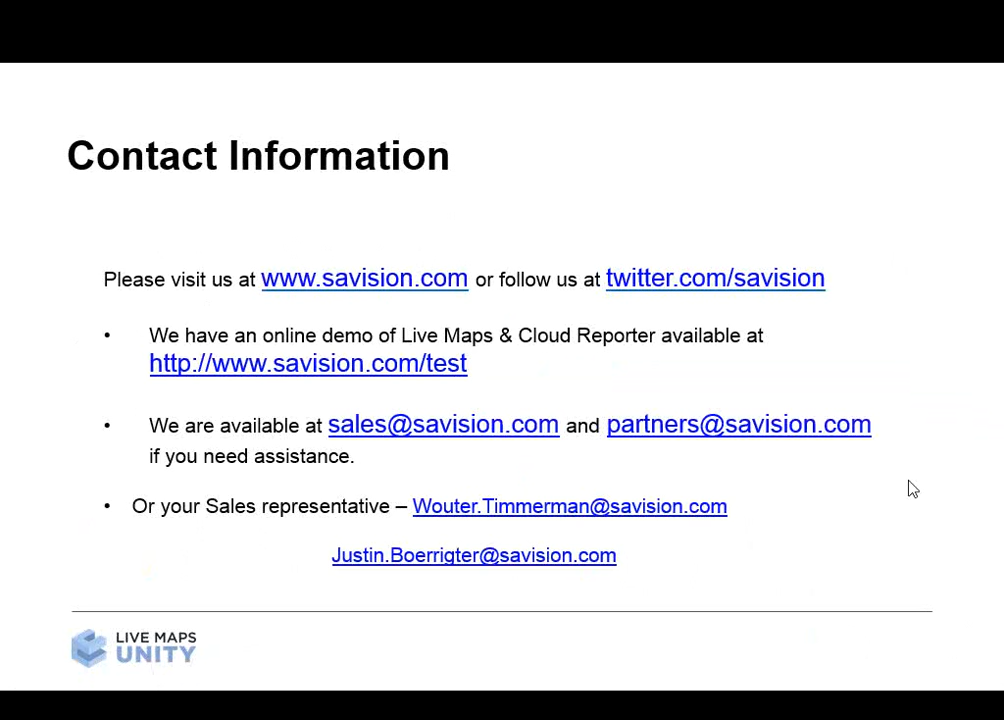 Contact Information
Please visit us at www.savision.com or follow us at twitter.com/savision
• We have an online demo of Live Maps & Cloud Reporter available at
http://www.savision.com/test
• We are available at sales@savision.com and partners@savision.com
if you need assistance.
• Or your Sales representative – Wouter.Timmerman@savision.com
Justin.Boerrigter@savision.com
LIVE MAPS
UNITY